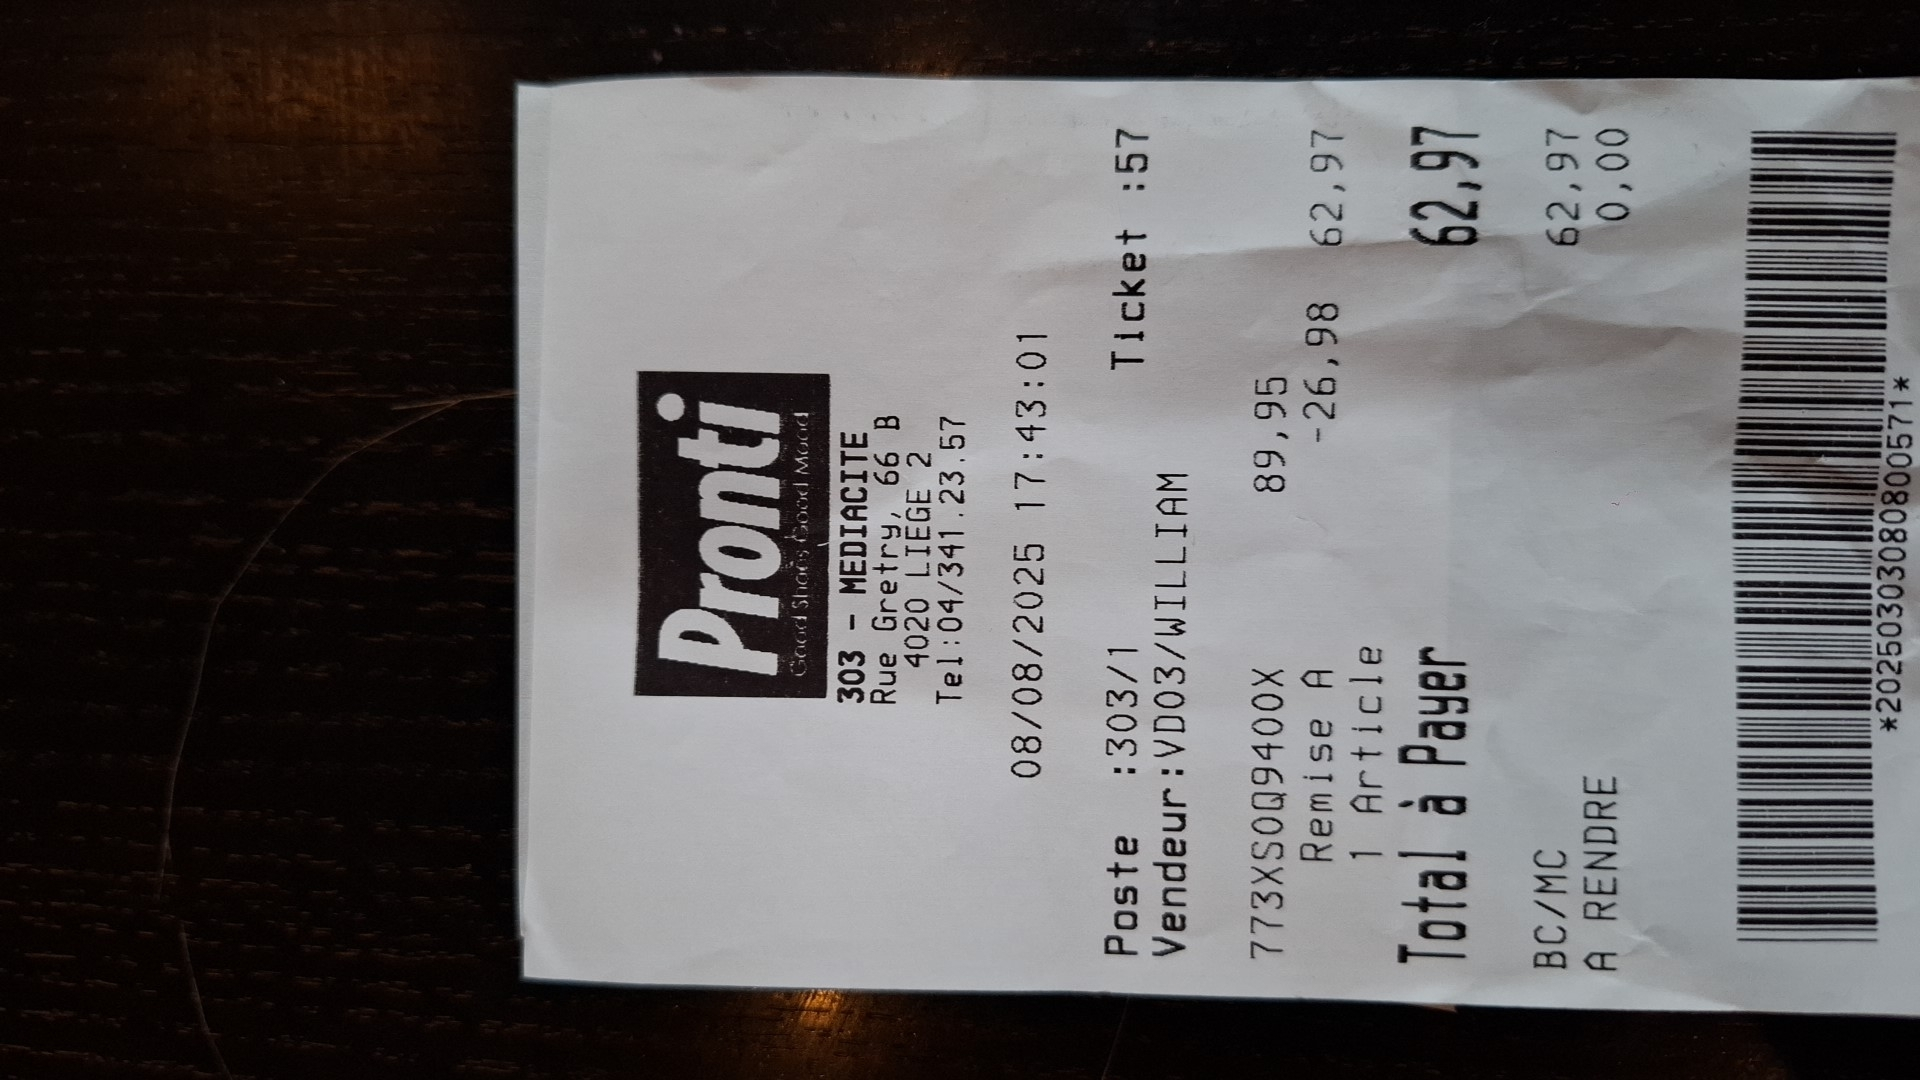 Pronti
Good Shoes Good Mood
303 - MEDIACITE
Rue Gretry, 66 B
4020 LIEGE 2
Tel:04/341.23.57
08/08/2025 17:43:01
Poste :303/1 Ticket :57
Vendeur:VD03/WILLIAM
773XSOQ9400X 89,95
Remise A -26,98 62,97
1 Article
Total à Payer 62,97
BC/MC 62,97
A RENDRE 0,00
*2025030308080057​1*